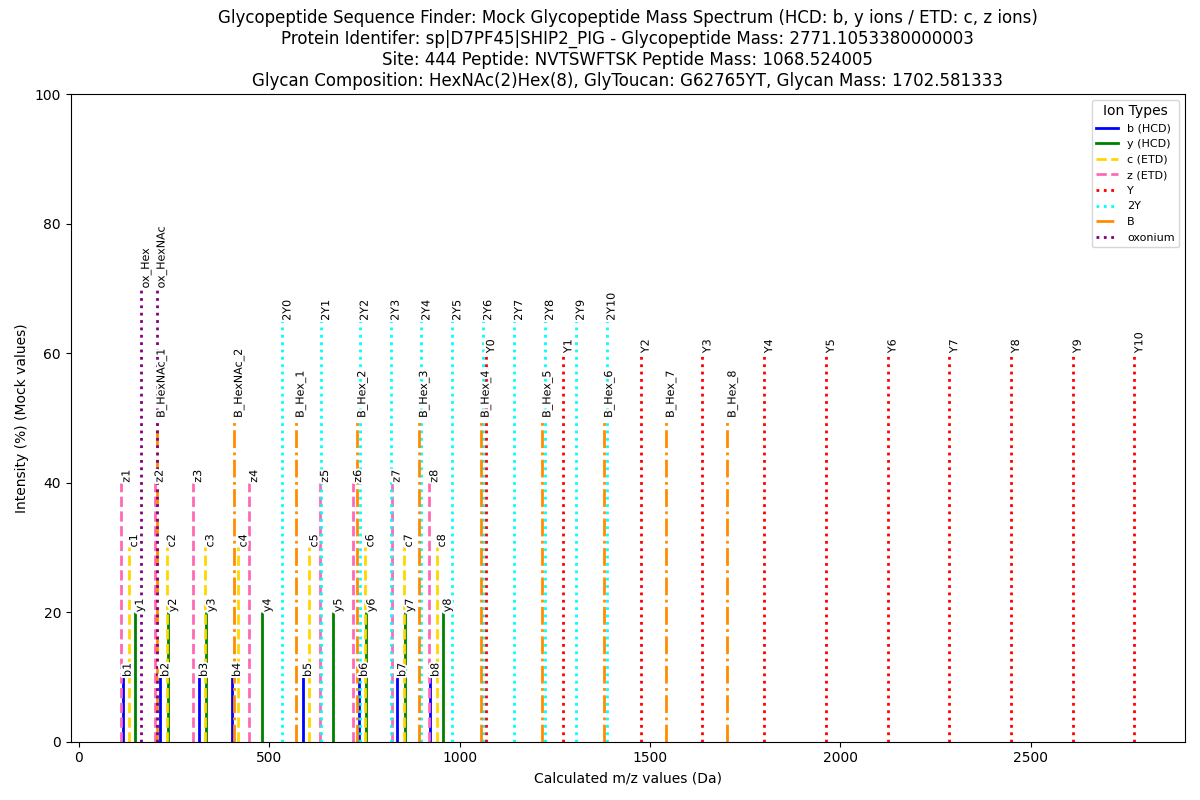 Glycopeptide Sequence Finder: Mock Glycopeptide Mass Spectrum (HCD: b, y ions / ETD: c, z ions)
Protein Identifer: sp|D7PF45|SHIP2_PIG - Glycopeptide Mass: 2771.1053380000003
Site: 444 Peptide: NVTSWFTSK Peptide Mass: 1068.524005
Glycan Composition: HexNAc(2)Hex(8), GlyToucan: G62765YT, Glycan Mass: 1702.581333
Ion Types
b (HCD)
y (HCD)
c (ETD)
z (ETD)
Y
2Y
B
oxonium
Intensity (%) (Mock values)
100
80
60
40
20
0
ox_Hex
ox_HexNAc
2Y0
2Y1
2Y2
2Y3
2Y4
2Y5
2Y6
2Y7
2Y8
2Y9
2Y10
Y0
Y1
Y2
Y3
Y4
Y5
Y6
Y7
Y8
Y9
Y10
B_HexNAc_1
B_HexNAc_2
B_Hex_1
B_Hex_2
B_Hex_3
B_Hex_4
B_Hex_5
B_Hex_6
B_Hex_7
B_Hex_8
z1
z2
z3
z4
z5
z6
z7
z8
c1
c2
c3
c4
c5
c6
c7
c8
y1
y2
y3
y4
y5
y6
y7
y8
b1
b2
b3
b4
b5
b6
b7
b8
0
500
1000
1500
2000
2500
Calculated m/z values (Da)